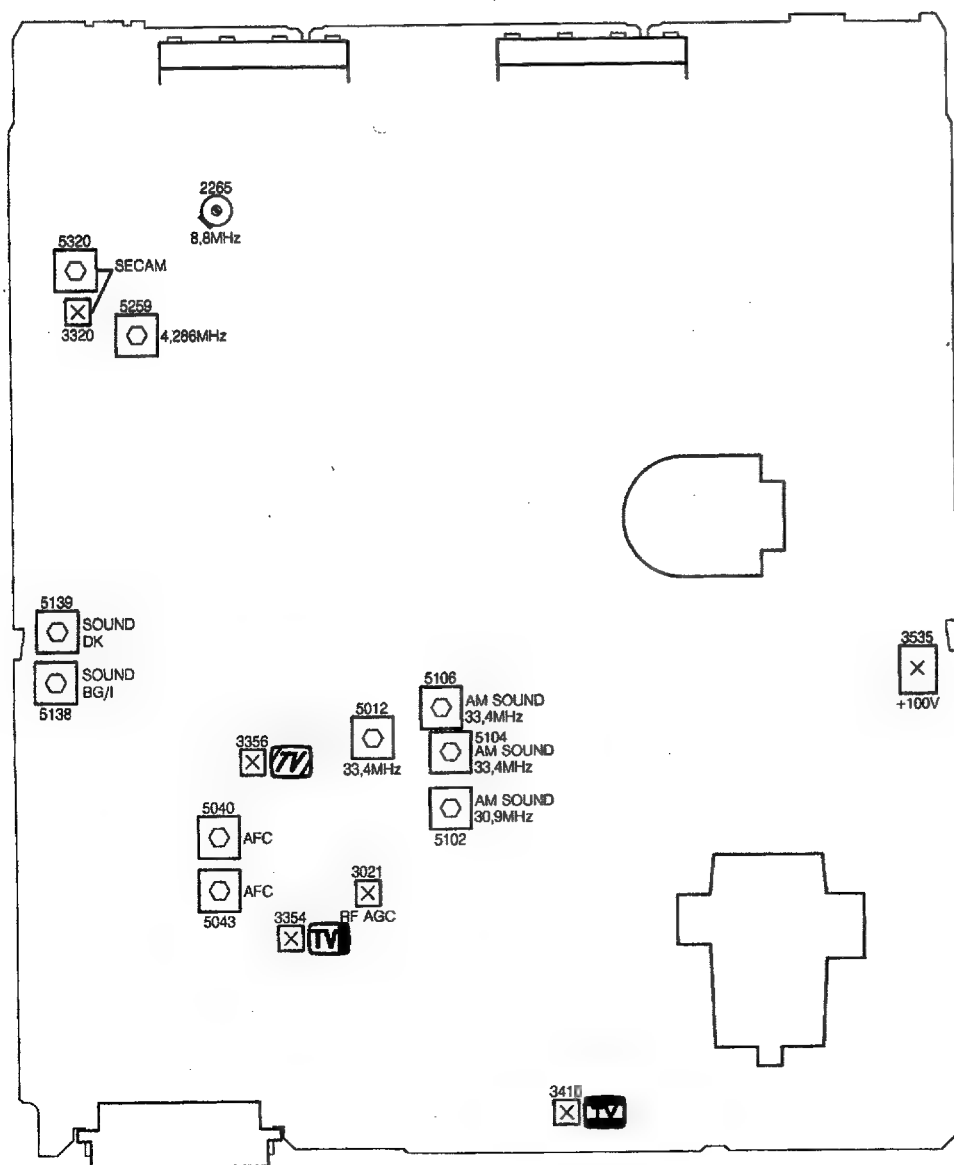 2265
8,8MHz
5320
SECAM
3320
5259
4,286MHz
5139
SOUND
DK
SOUND
BG/I
5138
3535
+100V
5106
AM SOUND
33,4MHz
5012
33,4MHz
5104
AM SOUND
33,4MHz
3356
TV
AM SOUND
30,9MHz
5102
5040
AFC
AFC
5043
3021
RF AGC
3354
TV
TV